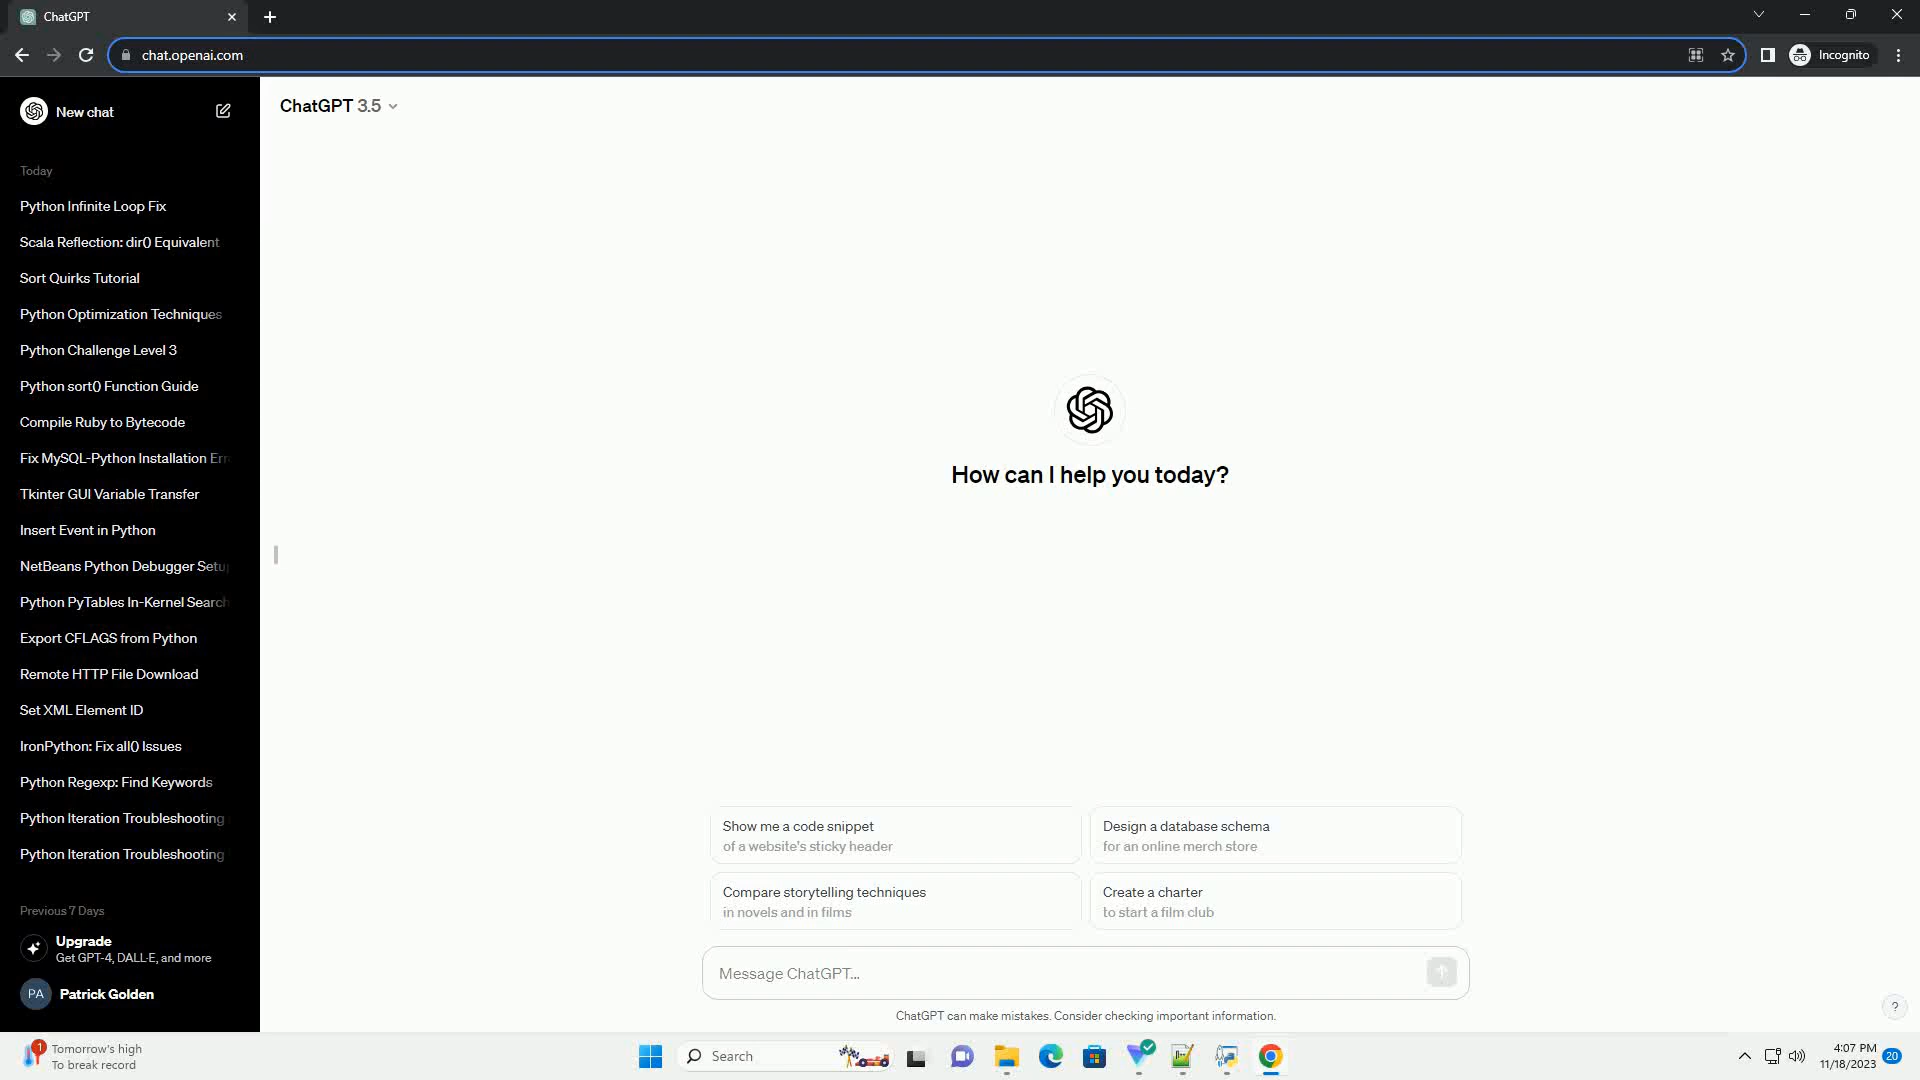 ChatGPT
chat.openai.com
Incognito
New chat
ChatGPT 3.5
Today
Python Infinite Loop Fix
Scala Reflection: dir() Equivalent
Sort Quirks Tutorial
Python Optimization Techniques
Python Challenge Level 3
Python sort() Function Guide
Compile Ruby to Bytecode
Fix MySQL-Python Installation Err
Tkinter GUI Variable Transfer
Insert Event in Python
NetBeans Python Debugger Setu
Python PyTables In-Kernel Search
Export CFLAGS from Python
Remote HTTP File Download
Set XML Element ID
IronPython: Fix all() Issues
Python Regexp: Find Keywords
Python Iteration Troubleshooting
Python Iteration Troubleshooting
Previous 7 Days
Upgrade
Get GPT-4, DALL·E, and more
PA Patrick Golden
How can I help you today?
Show me a code snippet
of a website's sticky header
Design a database schema
for an online merch store
Compare storytelling techniques
in novels and in films
Create a charter
to start a film club
Message ChatGPT...
ChatGPT can make mistakes. Consider checking important information.
?
1
Tomorrow's high
To break record
Search
4:07 PM
11/18/2023
20